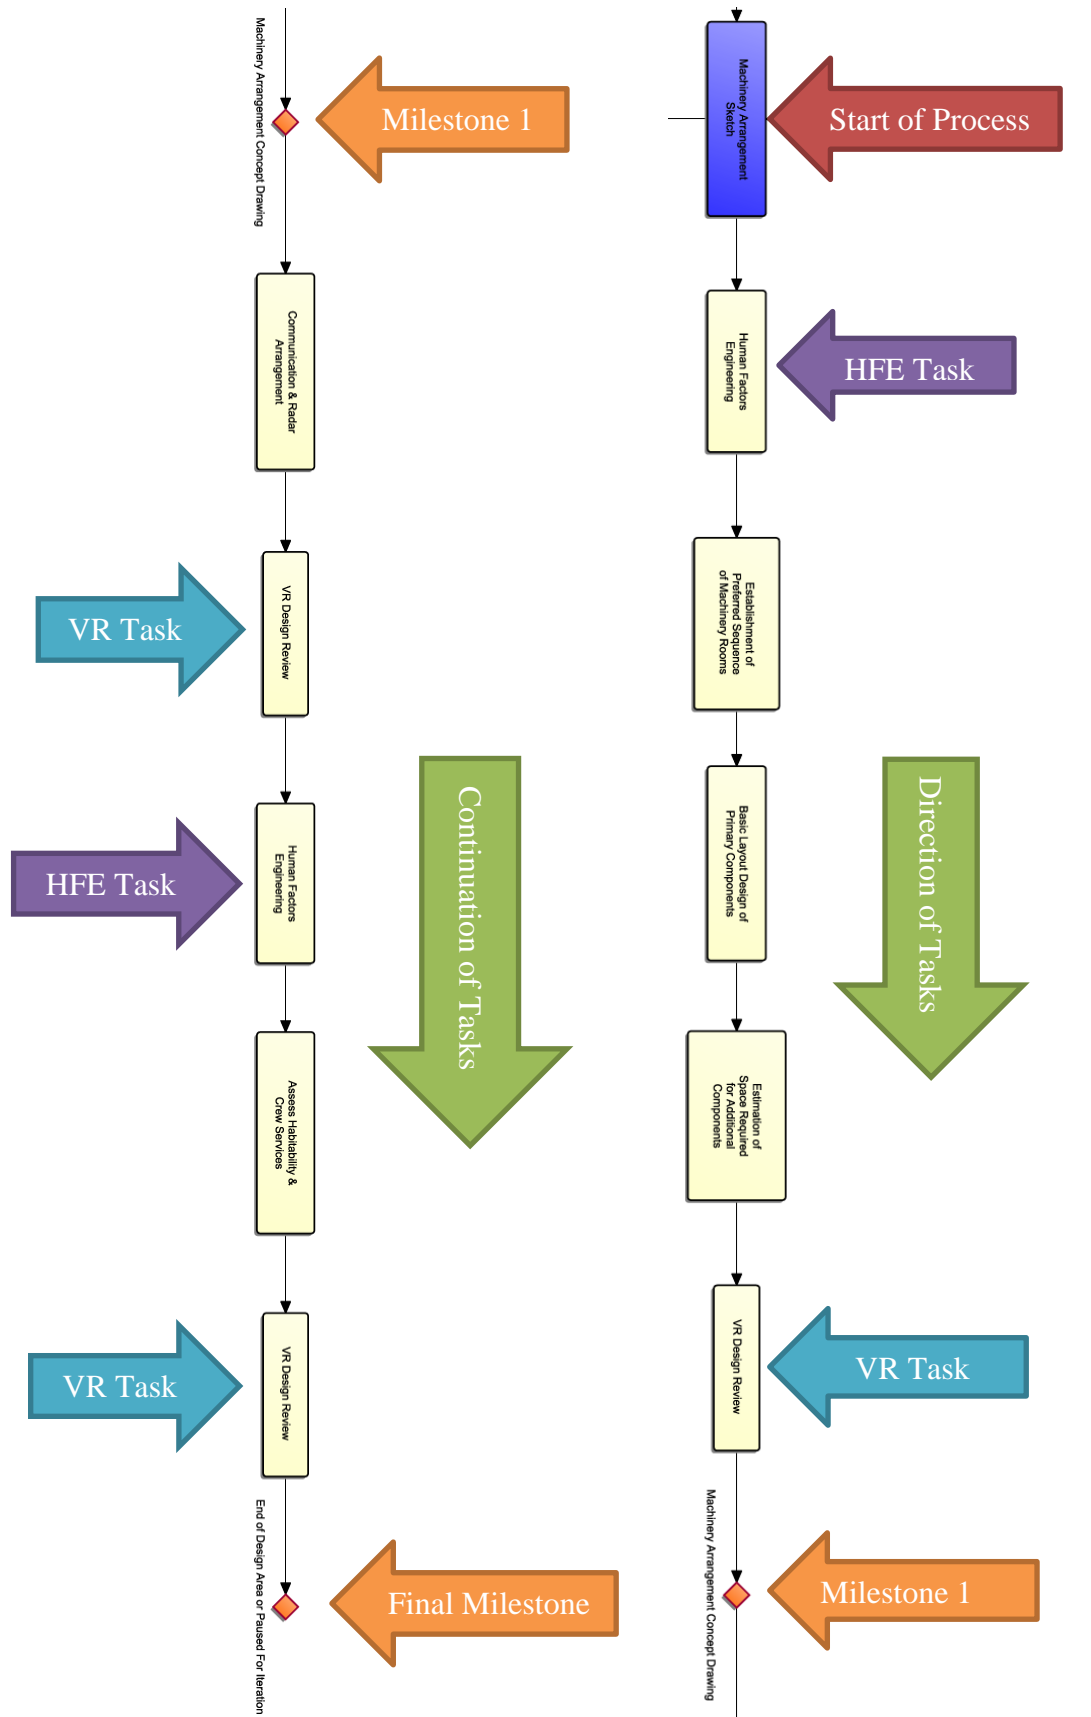 Start of Process
Machinery Arrangement
Sketch
HFE Task
Human Factors
Engineering
Establishment of
Preferred Sequence
of Machinery Rooms
Direction of Tasks
Basic Layout Design of
Primary Components
Estimation of
Space Required
for Additional
Components
VR Task
VR Design Review
Milestone 1
Machinery Arrangement Concept Drawing
Milestone 1
Machinery Arrangement Concept Drawing
Communication & Radar
Arrangement
VR Task
VR Design Review
Continuation of Tasks
HFE Task
Human Factors
Engineering
Assess Habitability &
Crew Services
VR Task
VR Design Review
Final Milestone
End of Design Area or Paused For Iteration